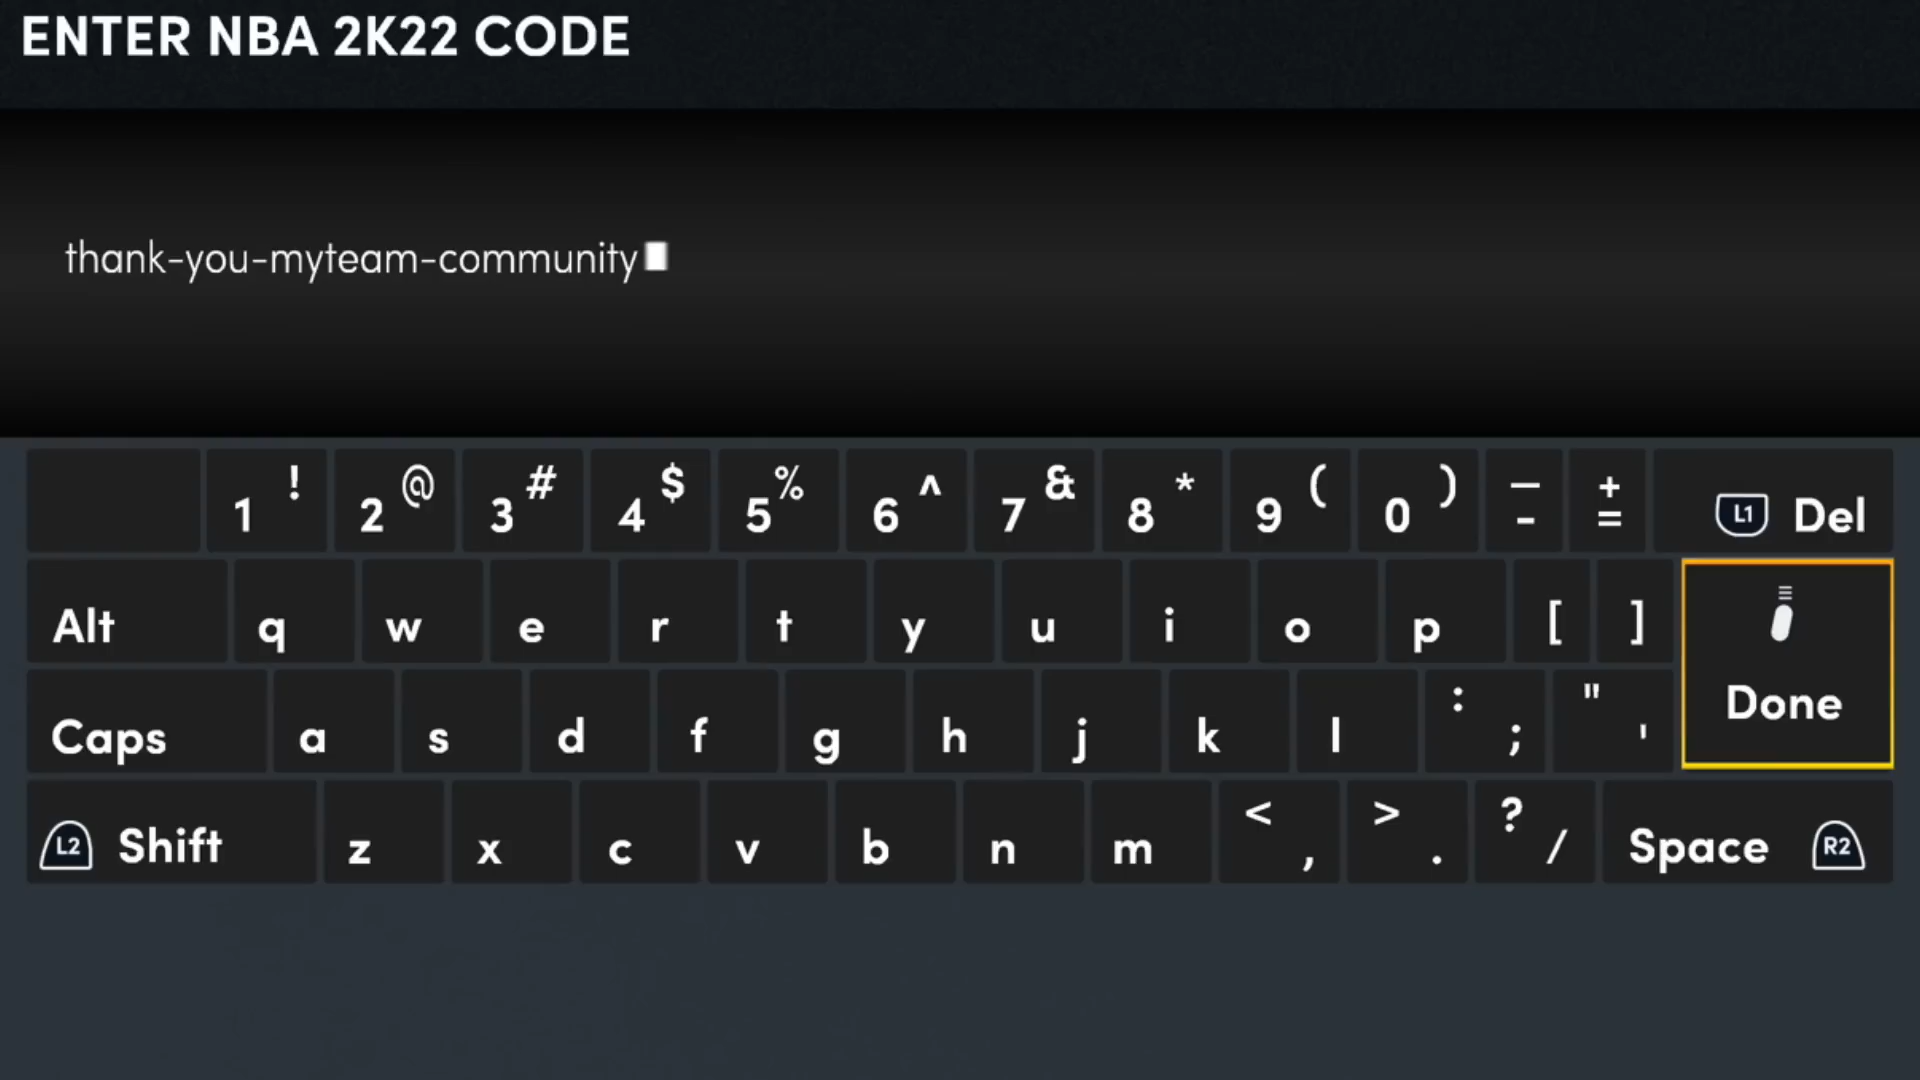 ENTER NBA 2K22 CODE
thank-you-myteam-community
1 ! 2 @ 3 # 4 $ 5 % 6 ^ 7 & 8 * 9 ( 0 ) — - + = L1 Del
Alt q w e r t y u i o p [ ]
Caps a s d f g h j k l : ; " ' Done
L2 Shift z x c v b n m < , > . ? / Space R2